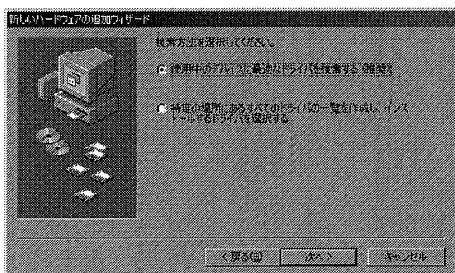 新しいハードウェアの追加ウィザード
検索方法を選択してください。
使用中のデバイスに最適なドライバを検索する (推奨)
特定の場所にあるすべてのドライバの一覧を作成し、インス
トールするドライバを選択する
< 戻る(B)
次へ >
キャンセル